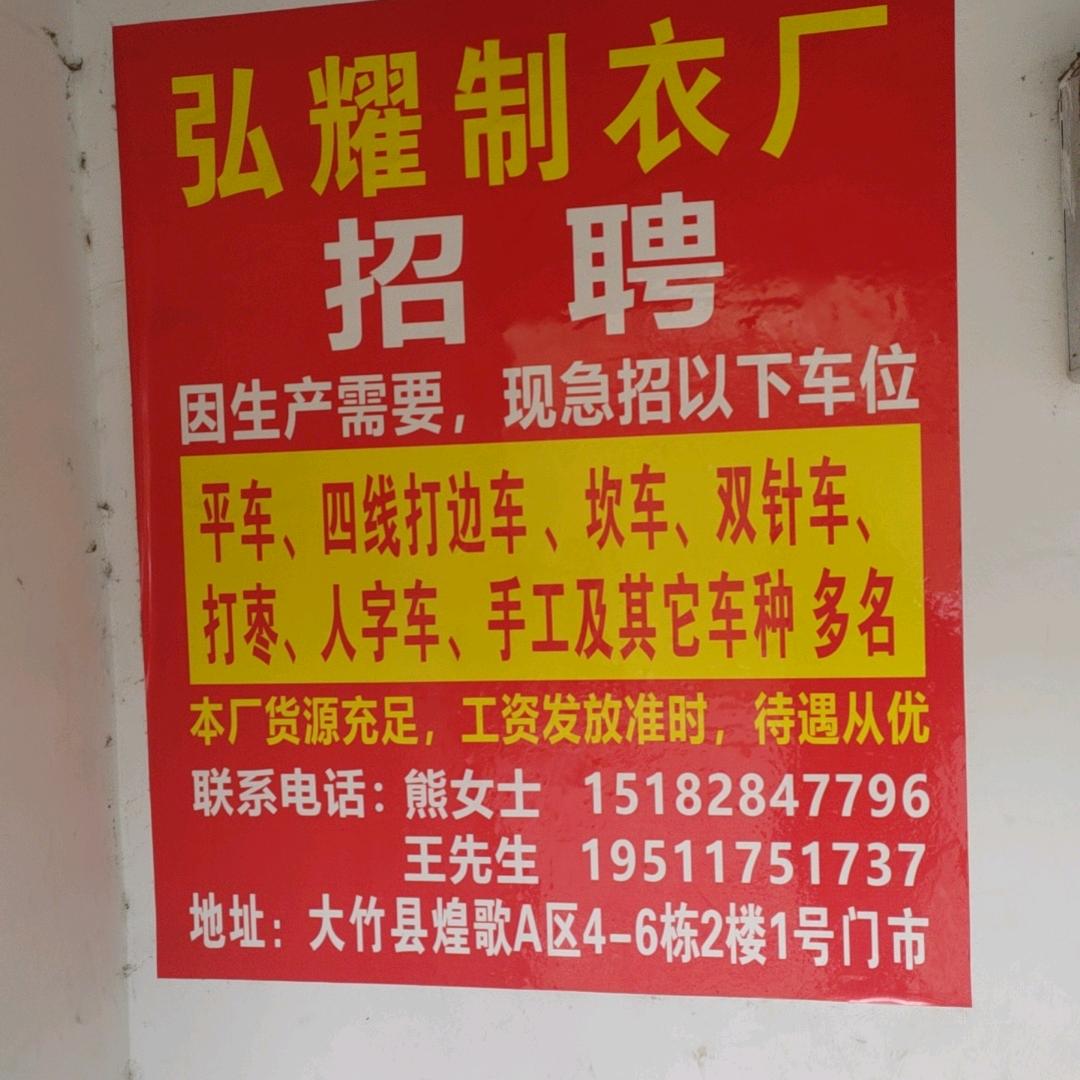 弘耀制衣厂
招聘
因生产需要，现急招以下车位
平车、四线打边车、坎车、双针车、
打枣、人字车、手工及其它车种 多名
本厂货源充足，工资发放准时，待遇从优
联系电话：熊女士 15182847796
王先生 19511751737
地址：大竹县煌歌A区4-6栋2楼1号门市